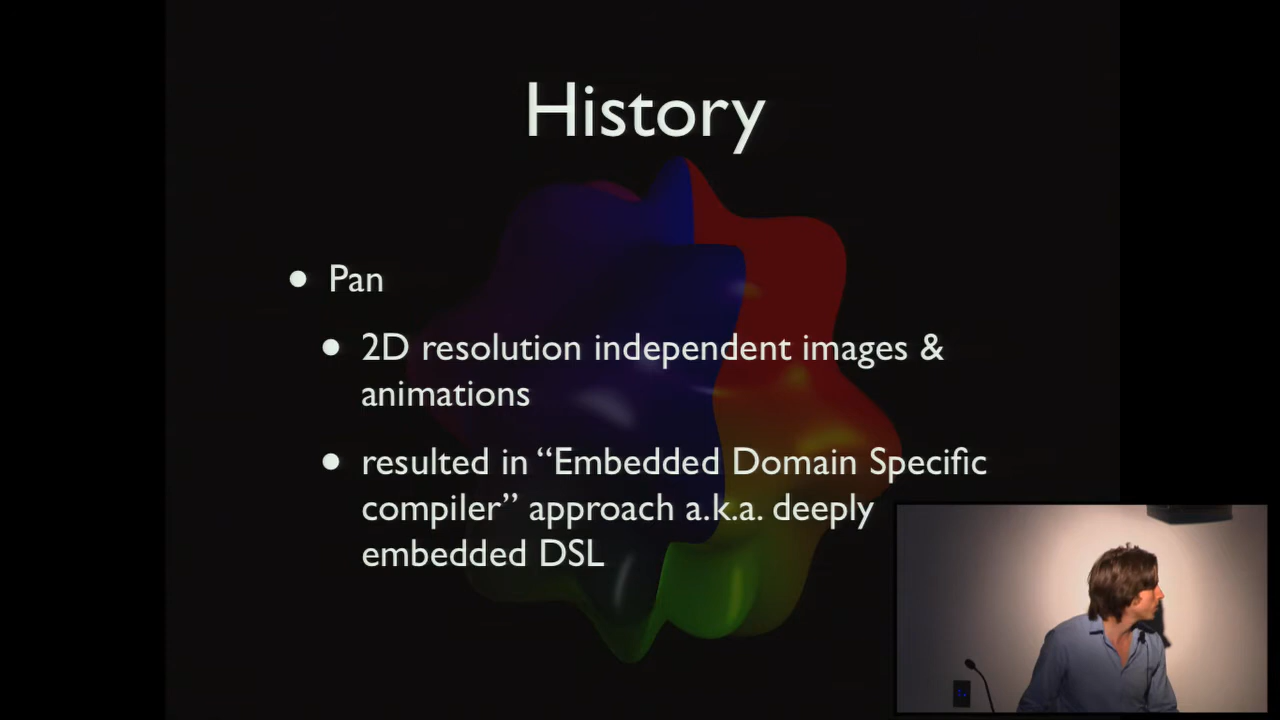 History
• Pan
• 2D resolution independent images &
animations
• resulted in “Embedded Domain Specific
compiler” approach a.k.a. deeply
embedded DSL